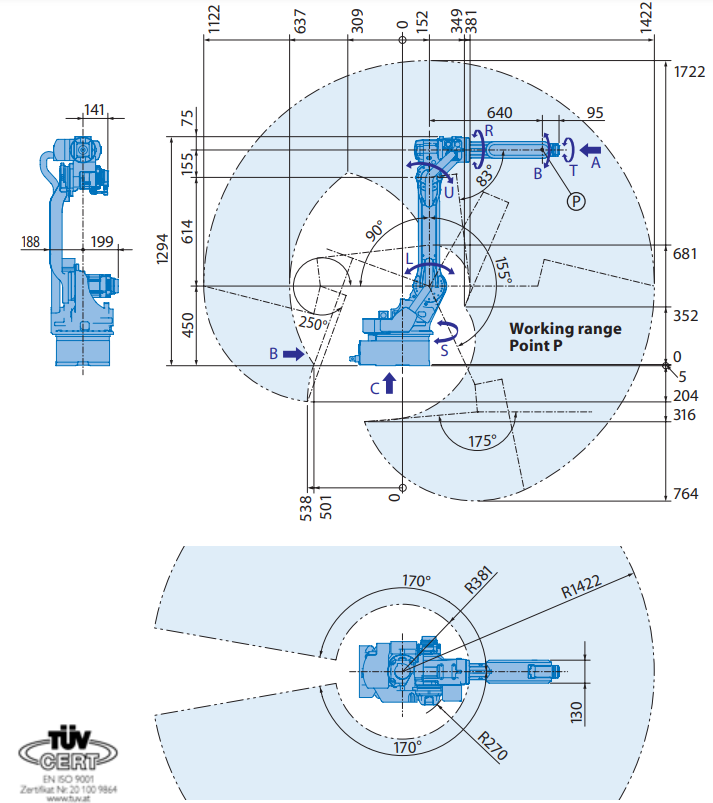 1122
637
309
0
152
349
381
1422
1722
141
75
640
95
R
B
T
A
155
U
83°
P
188
199
1294
614
90°
L
155°
681
450
250°
S
Working range
Point P
352
B
0
C
5
204
316
175°
538
501
0
764
170°
R381
R1422
130
170°
R270
TÜV
CERT
EN ISO 9001
Zertifikat Nr. 20 100 9864
www.tuv.at